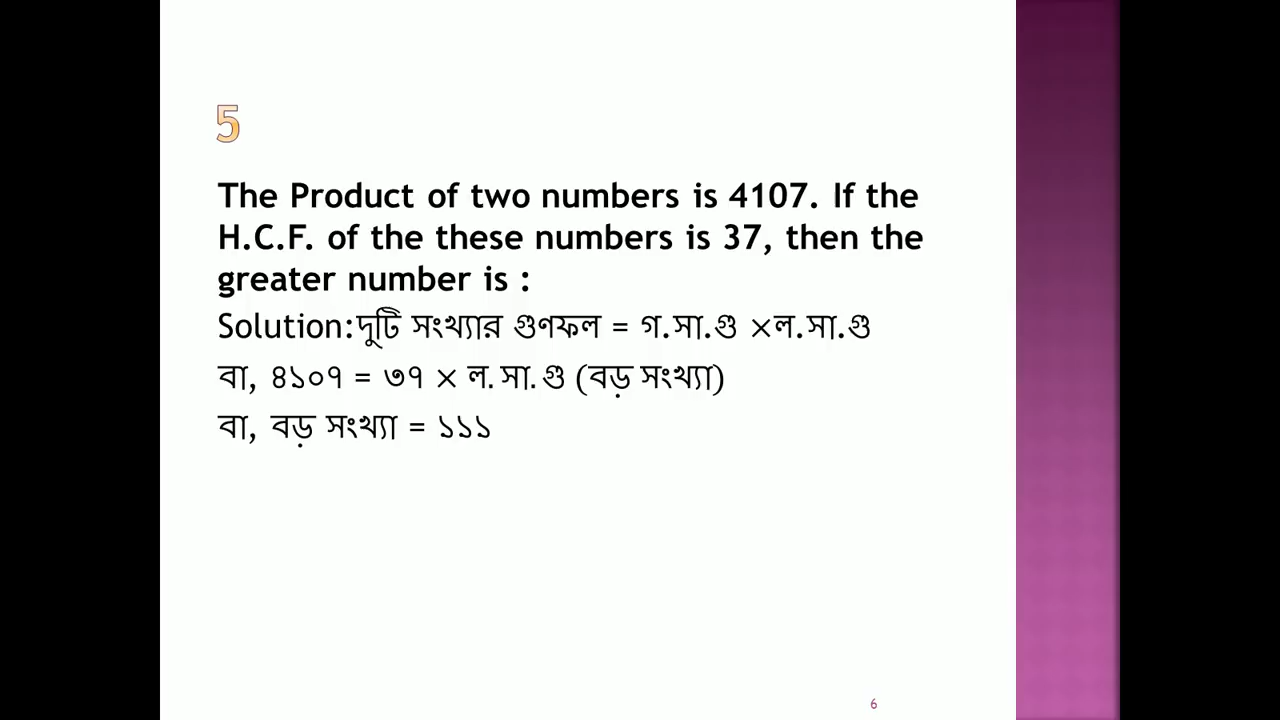 5
The Product of two numbers is 4107. If the
H.C.F. of the these numbers is 37, then the
greater number is :
Solution:দুটি সংখ্যার গুণফল = গ.সা.গু ×ল.সা.গু
বা, ৪১০৭ = ৩৭ × ল. সা. গু (বড় সংখ্যা)
বা, বড় সংখ্যা = ১১১
6